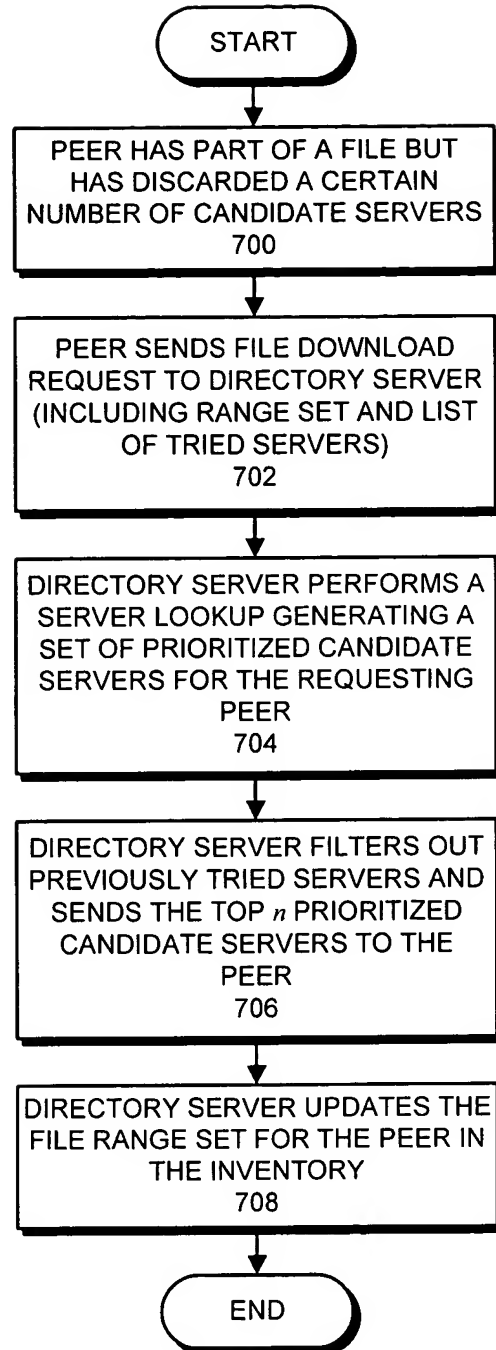 START
PEER HAS PART OF A FILE BUT
HAS DISCARDED A CERTAIN
NUMBER OF CANDIDATE SERVERS
700
PEER SENDS FILE DOWNLOAD
REQUEST TO DIRECTORY SERVER
(INCLUDING RANGE SET AND LIST
OF TRIED SERVERS)
702
DIRECTORY SERVER PERFORMS A
SERVER LOOKUP GENERATING A
SET OF PRIORITIZED CANDIDATE
SERVERS FOR THE REQUESTING
PEER
704
DIRECTORY SERVER FILTERS OUT
PREVIOUSLY TRIED SERVERS AND
SENDS THE TOP n PRIORITIZED
CANDIDATE SERVERS TO THE
PEER
706
DIRECTORY SERVER UPDATES THE
FILE RANGE SET FOR THE PEER IN
THE INVENTORY
708
END